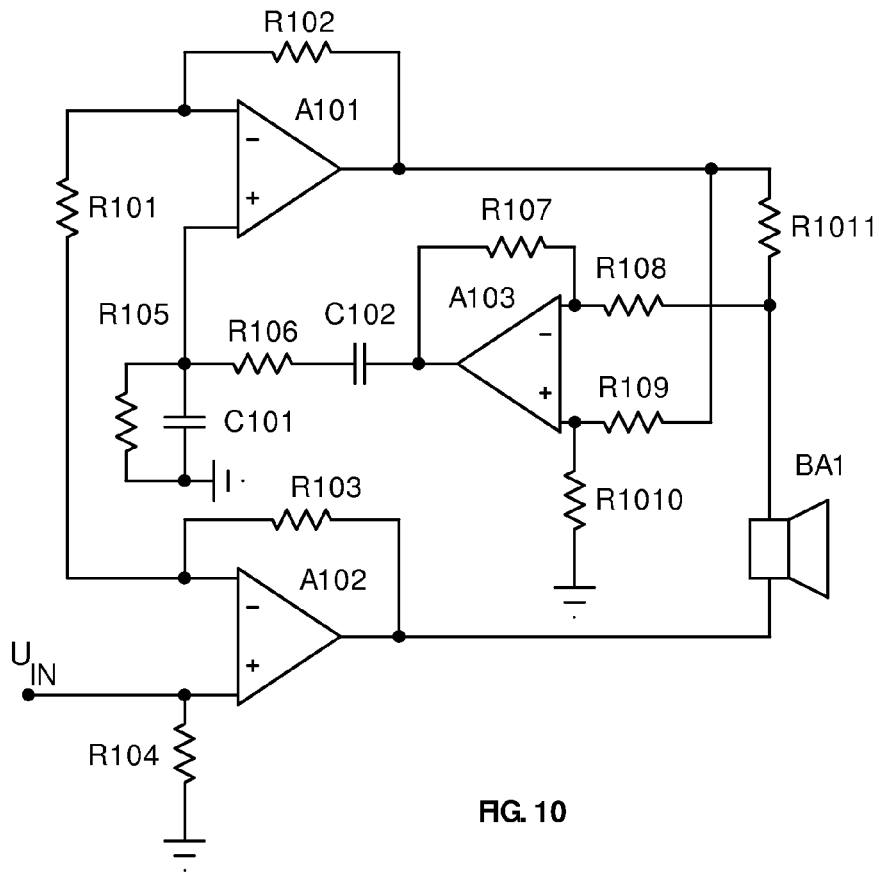 R102
A101
−
+
R101
R107
R1011
R108
A103
R105
C102
R106
−
+
R109
C101
BA1
R103
R1010
A102
−
+
U IN
R104
FIG. 10